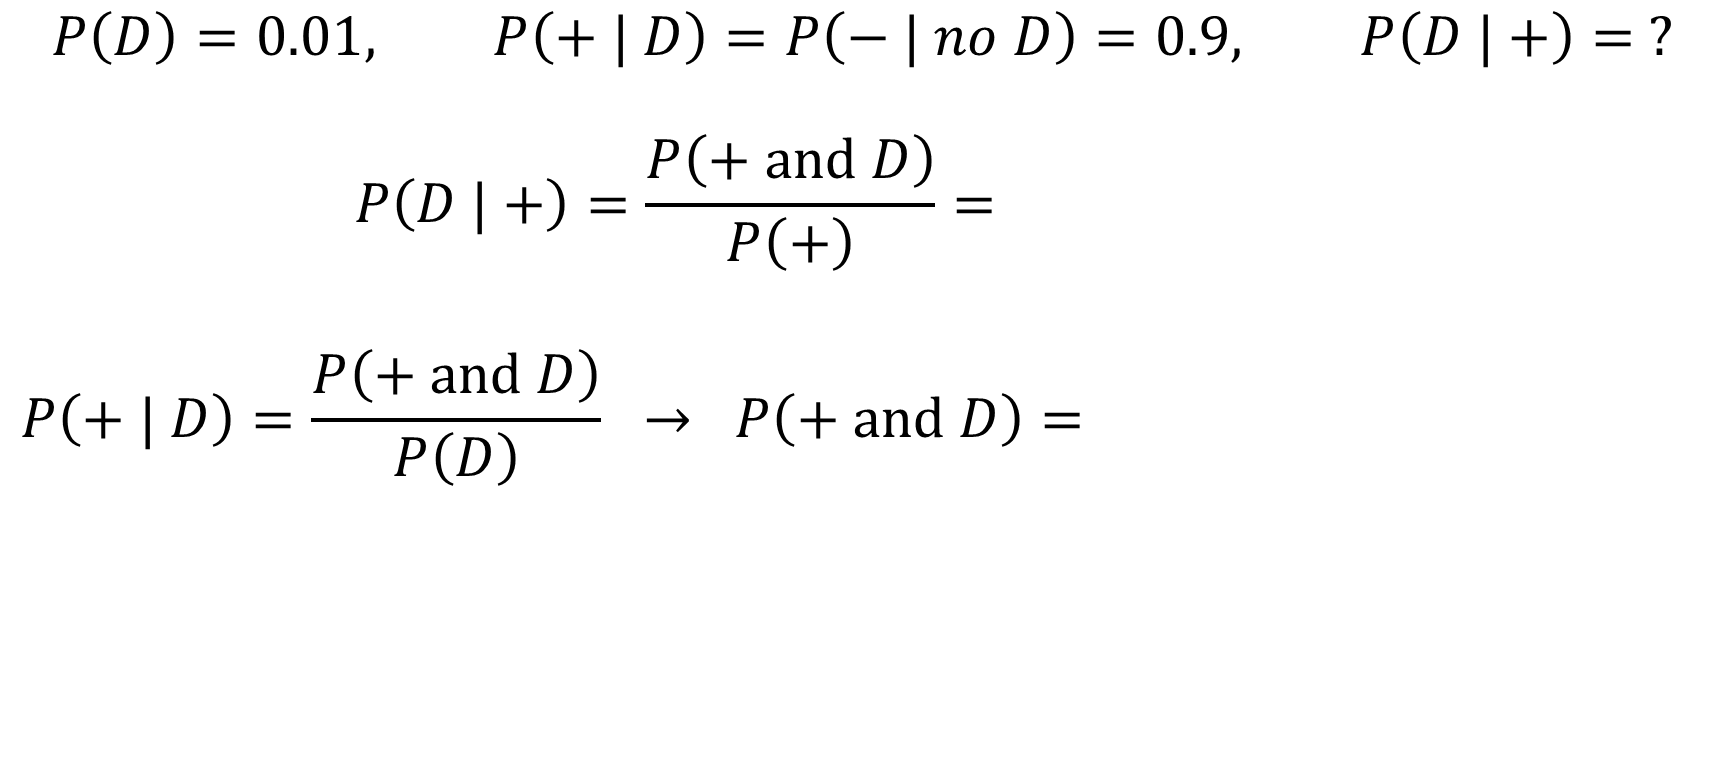 P(D) = 0.01, P(+ | D) = P(− | no D) = 0.9, P(D | +) = ?
P(D | +) = P(+ and D) / P(+) =
P(+ | D) = P(+ and D) / P(D) → P(+ and D) =